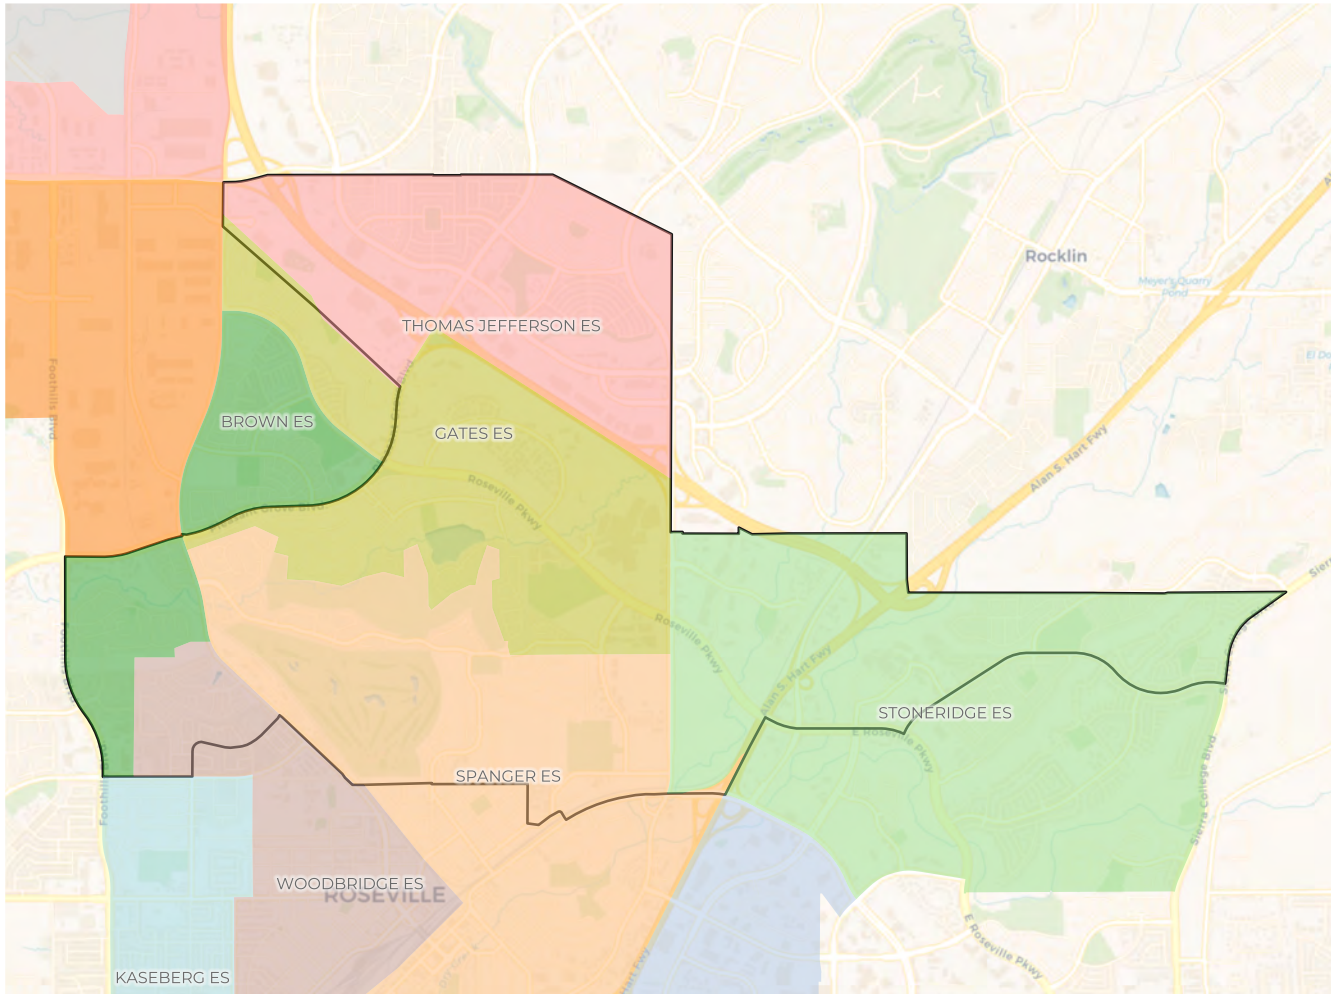 Rocklin
Meyer's Quarry
Pond
THOMAS JEFFERSON ES
Foothills Blvd
BROWN ES
GATES ES
Alan S. Hart Fwy
Roseville Pkwy
Roseville Pkwy
Alan S. Hart Fwy
STONERIDGE ES
E Roseville Pkwy
SPANGER ES
Sierra College Blvd
WOODBRIDGE ES
ROSEVILLE
E Roseville Pkwy
KASEBERG ES